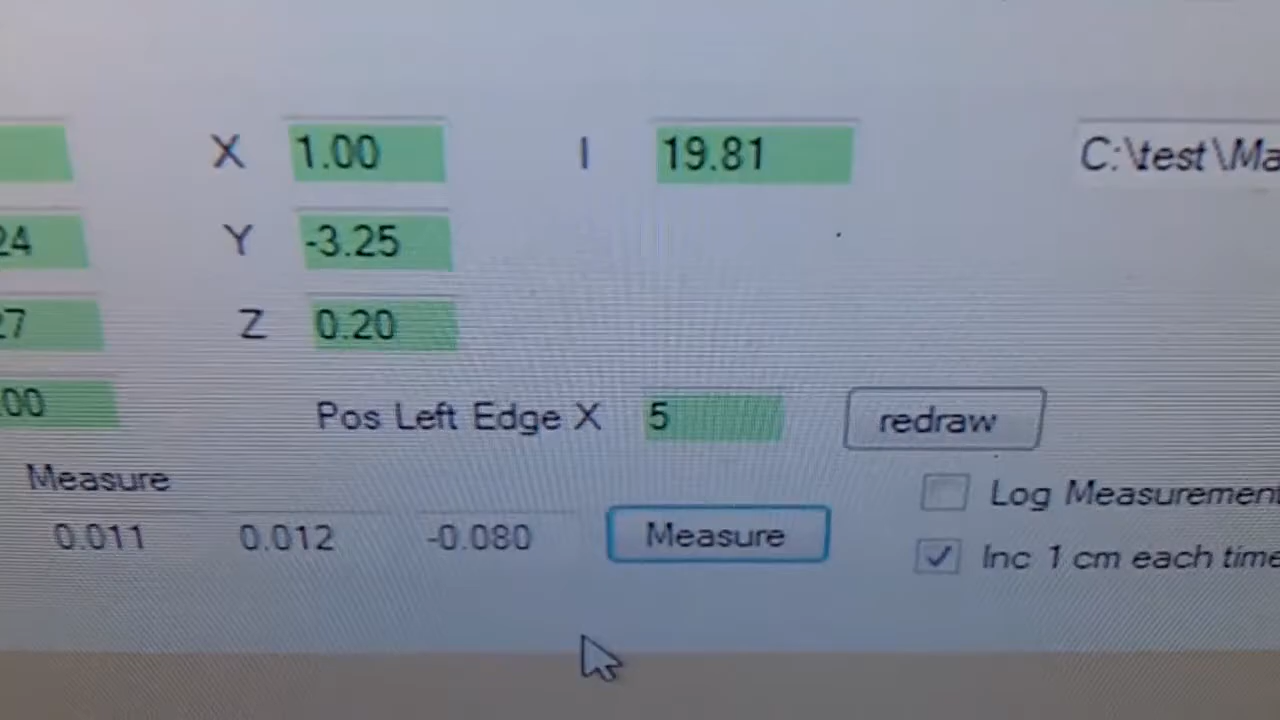 X 1.00 I 19.81 C:\test\Ma
24 Y -3.25
27 Z 0.20
.00 Pos Left Edge X 5 redraw
Measure Log Measuremen
0.011 0.012 -0.080 Measure Inc 1 cm each time